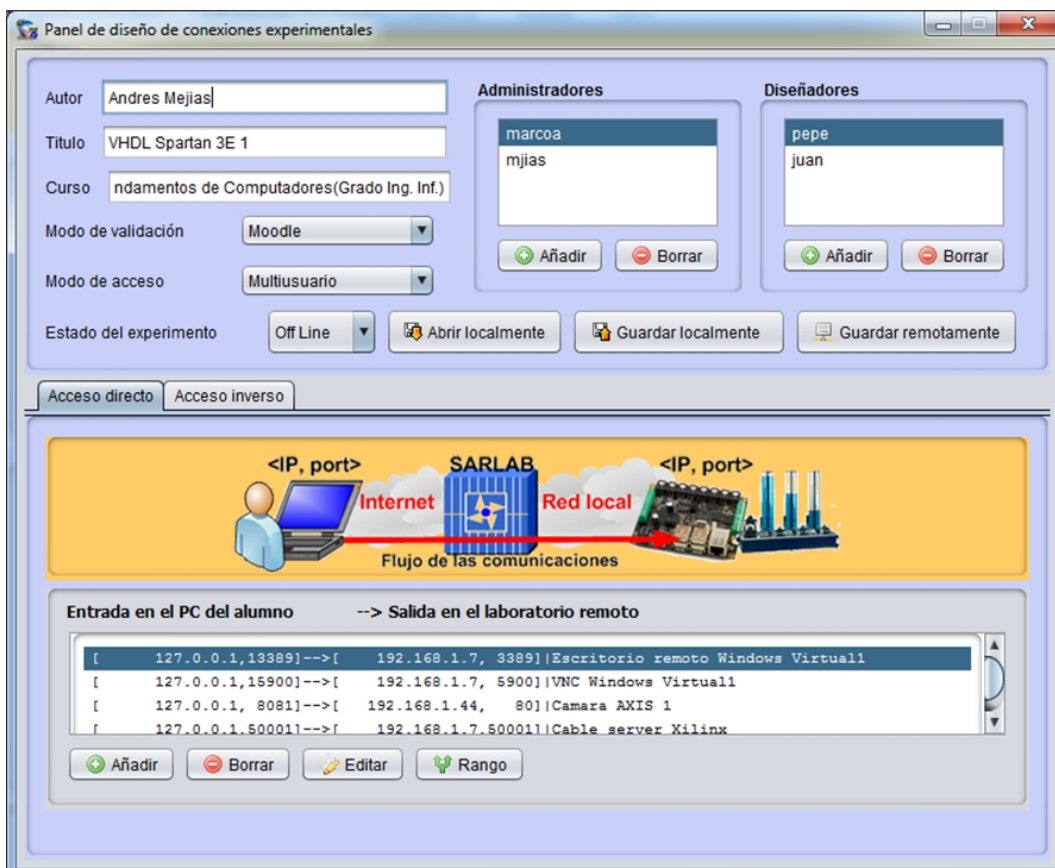 Panel de diseño de conexiones experimentales
Autor Andres Mejias
Titulo VHDL Spartan 3E 1
Curso ndamentos de Computadores(Grado Ing. Inf.)
Modo de validación Moodle
Modo de acceso Multiusuario
Administradores
marcoa
mjias
Añadir Borrar
Diseñadores
pepe
juan
Añadir Borrar
Estado del experimento Off Line Abrir localmente Guardar localmente Guardar remotamente
Acceso directo Acceso inverso
<IP, port> SARLAB <IP, port>
Internet Red local
Flujo de las comunicaciones
Entrada en el PC del alumno --> Salida en el laboratorio remoto
[ 127.0.0.1,13389]-->[ 192.168.1.7, 3389]|Escritorio remoto Windows Virtual1
[ 127.0.0.1,15900]-->[ 192.168.1.7, 5900]|VNC Windows Virtual1
[ 127.0.0.1, 8081]-->[ 192.168.1.44, 80]|Camara AXIS 1
[ 127.0.0.1,50001]-->[ 192.168.1.7,50001]|Cable server Xilinx
Añadir Borrar Editar Rango